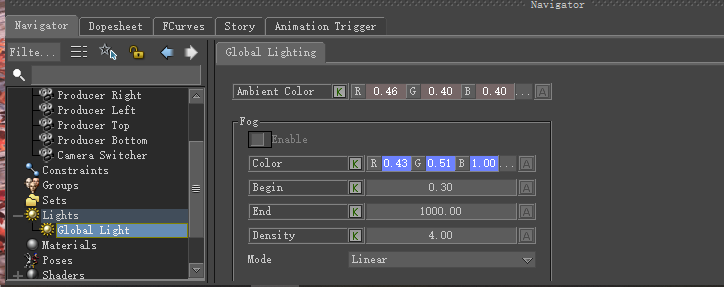 Navigator
Navigator Dopesheet FCurves Story Animation Trigger
Filte...
Global Lighting
Producer Right
Producer Left
Producer Top
Producer Bottom
Camera Switcher
Constraints
Groups
Sets
Lights
Global Light
Materials
Poses
Shaders
Ambient Color K R 0.46 G 0.40 B 0.40 ... A
Fog
Enable
Color K R 0.43 G 0.51 B 1.00 ... A
Begin K 0.30 A
End K 1000.00 A
Density K 4.00 A
Mode Linear